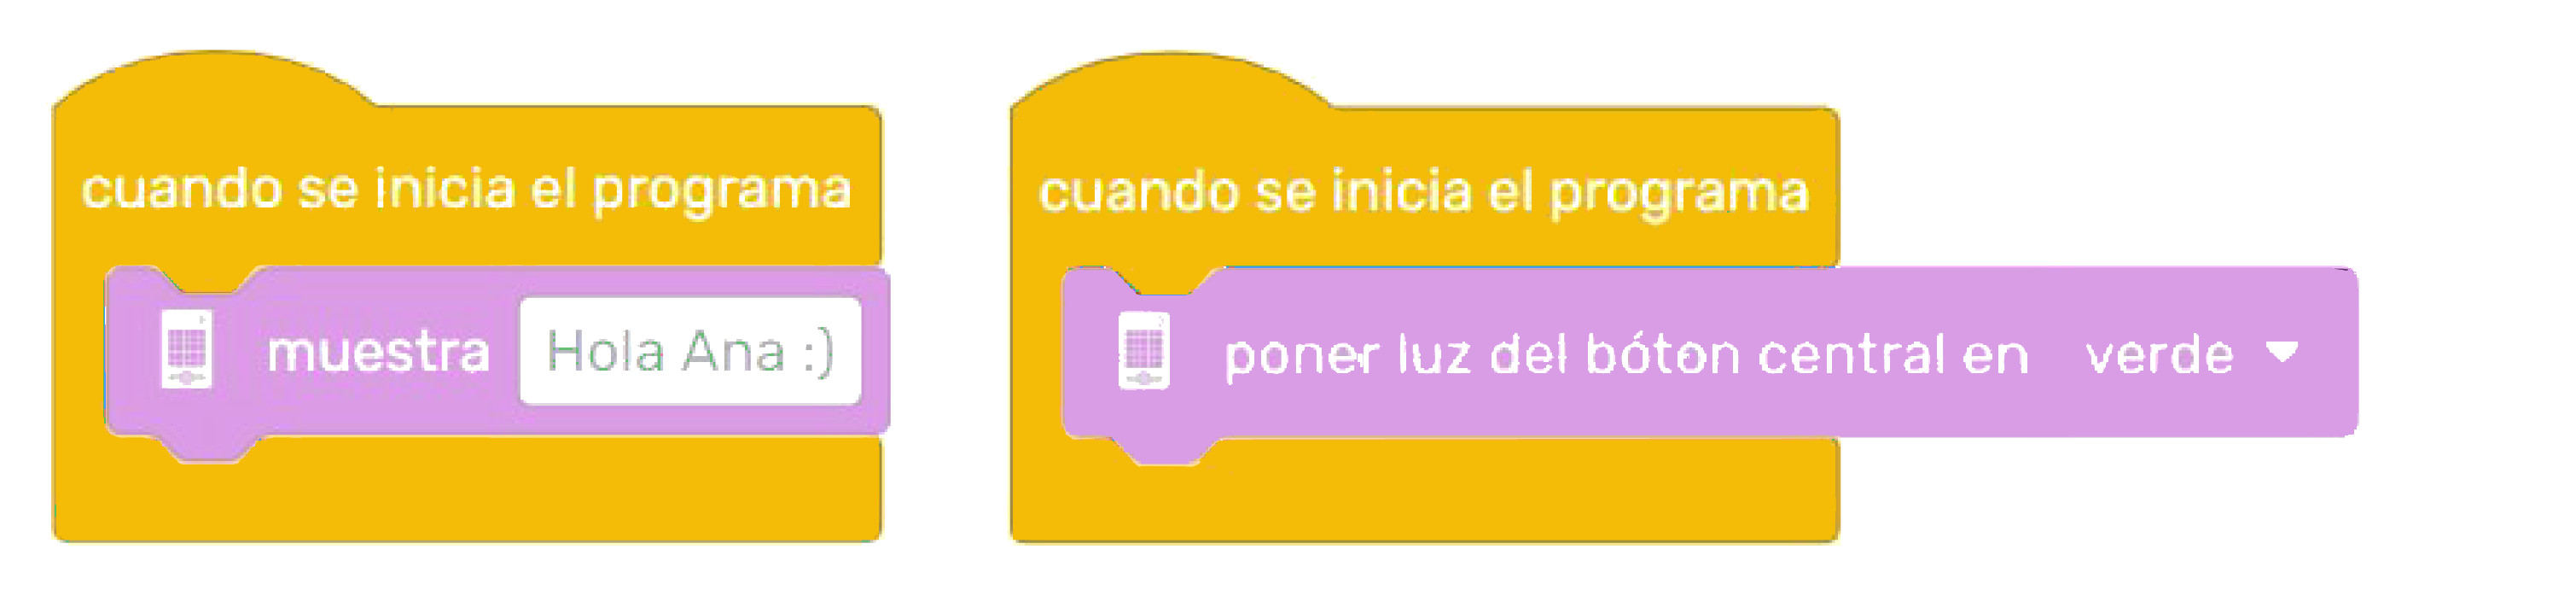 cuando se inicia el programa
muestra Hola Ana :)
cuando se inicia el programa
poner luz del bóton central en verde